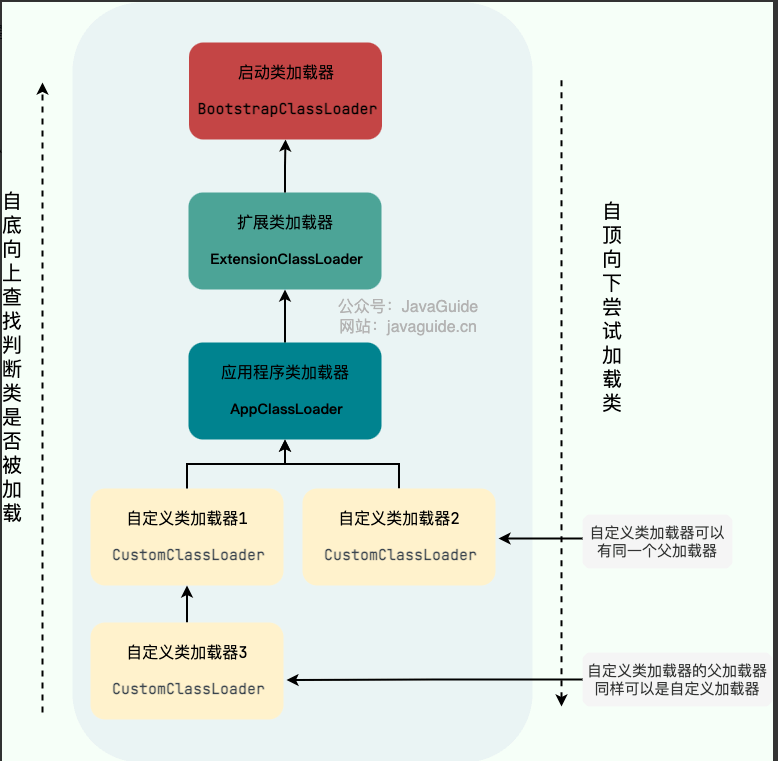 启动类加载器
BootstrapClassLoader
扩展类加载器
ExtensionClassLoader
公众号：JavaGuide
网站：javaguide.cn
应用程序类加载器
AppClassLoader
自定义类加载器1
CustomClassLoader
自定义类加载器2
CustomClassLoader
自定义类加载器3
CustomClassLoader
自底向上查找判断类是否被加载
自顶向下尝试加载类
自定义类加载器可以
有同一个父加载器
自定义类加载器的父加载器
同样可以是自定义加载器